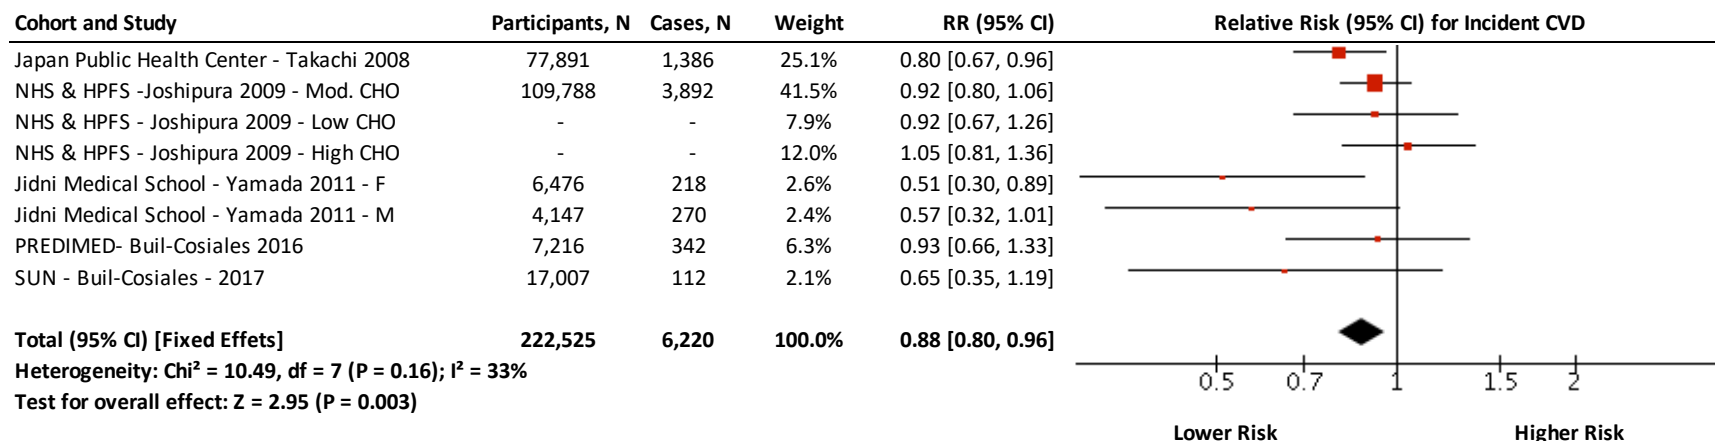 Cohort and Study Participants, N Cases, N Weight RR (95% CI) Relative Risk (95% CI) for Incident CVD
Japan Public Health Center - Takachi 2008 77,891 1,386 25.1% 0.80 [0.67, 0.96]
NHS & HPFS -Joshipura 2009 - Mod. CHO 109,788 3,892 41.5% 0.92 [0.80, 1.06]
NHS & HPFS - Joshipura 2009 - Low CHO - - 7.9% 0.92 [0.67, 1.26]
NHS & HPFS - Joshipura 2009 - High CHO - - 12.0% 1.05 [0.81, 1.36]
Jidni Medical School - Yamada 2011 - F 6,476 218 2.6% 0.51 [0.30, 0.89]
Jidni Medical School - Yamada 2011 - M 4,147 270 2.4% 0.57 [0.32, 1.01]
PREDIMED- Buil-Cosiales 2016 7,216 342 6.3% 0.93 [0.66, 1.33]
SUN - Buil-Cosiales - 2017 17,007 112 2.1% 0.65 [0.35, 1.19]
Total (95% CI) [Fixed Effets] 222,525 6,220 100.0% 0.88 [0.80, 0.96]
Heterogeneity: Chi² = 10.49, df = 7 (P = 0.16); I² = 33%
Test for overall effect: Z = 2.95 (P = 0.003)
0.5 0.7 1 1.5 2
Lower Risk Higher Risk